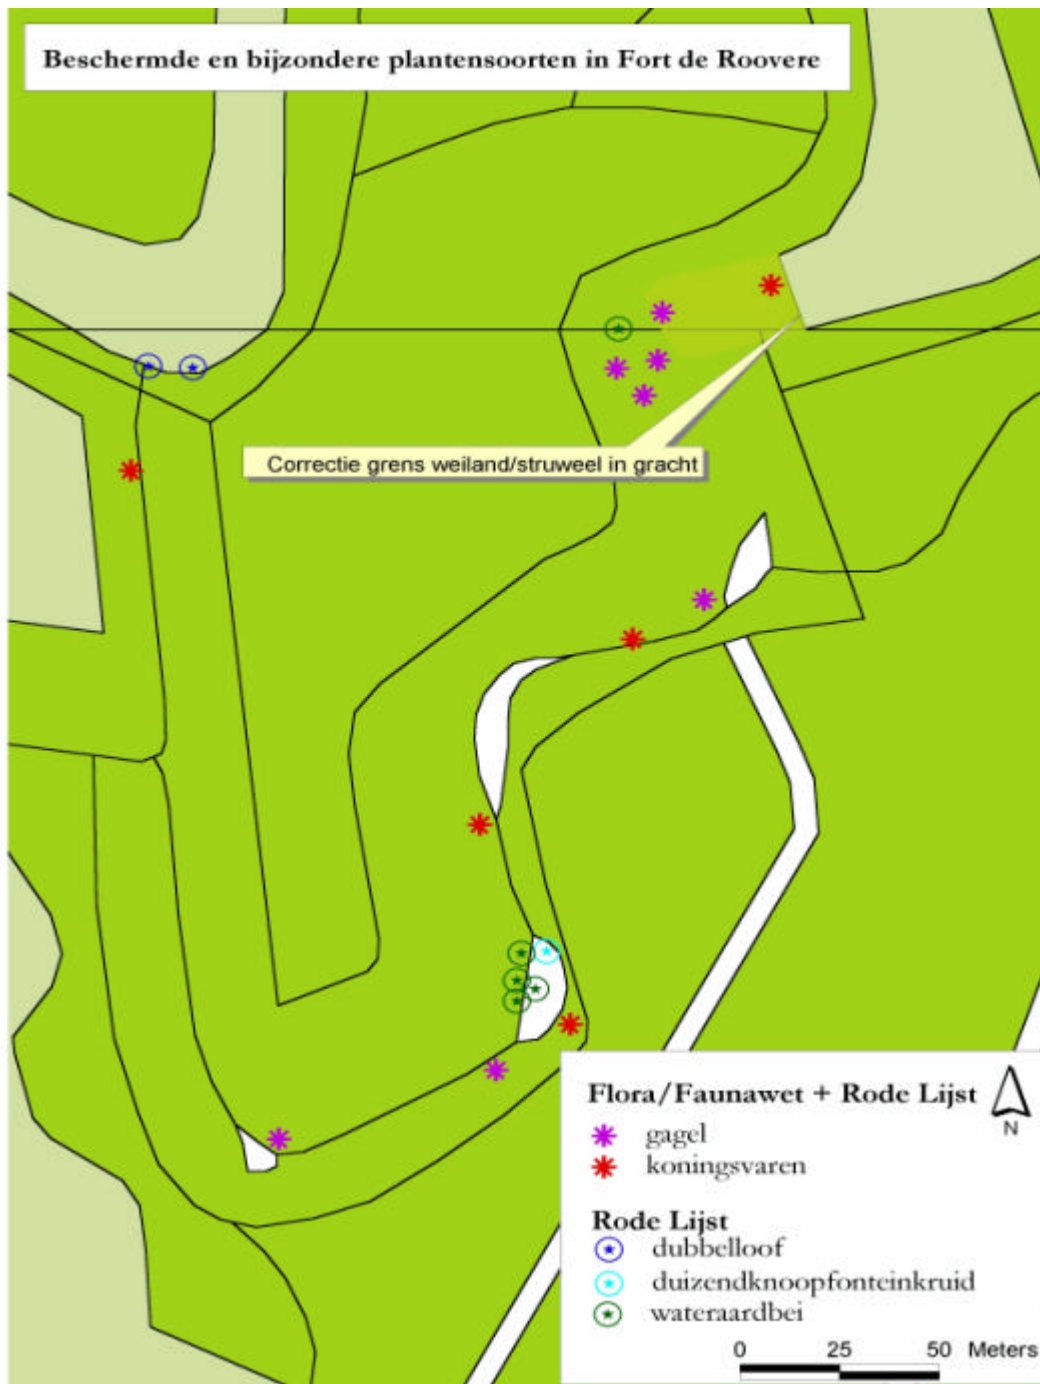 Beschermde en bijzondere plantensoorten in Fort de Roovere
Correctie grens weiland/struweel in gracht
Flora/Faunawet + Rode Lijst
N
gagel
koningsvaren
Rode Lijst
dubbelloof
duizendknoopfonteinkruid
wateraardbei
0 25 50 Meters